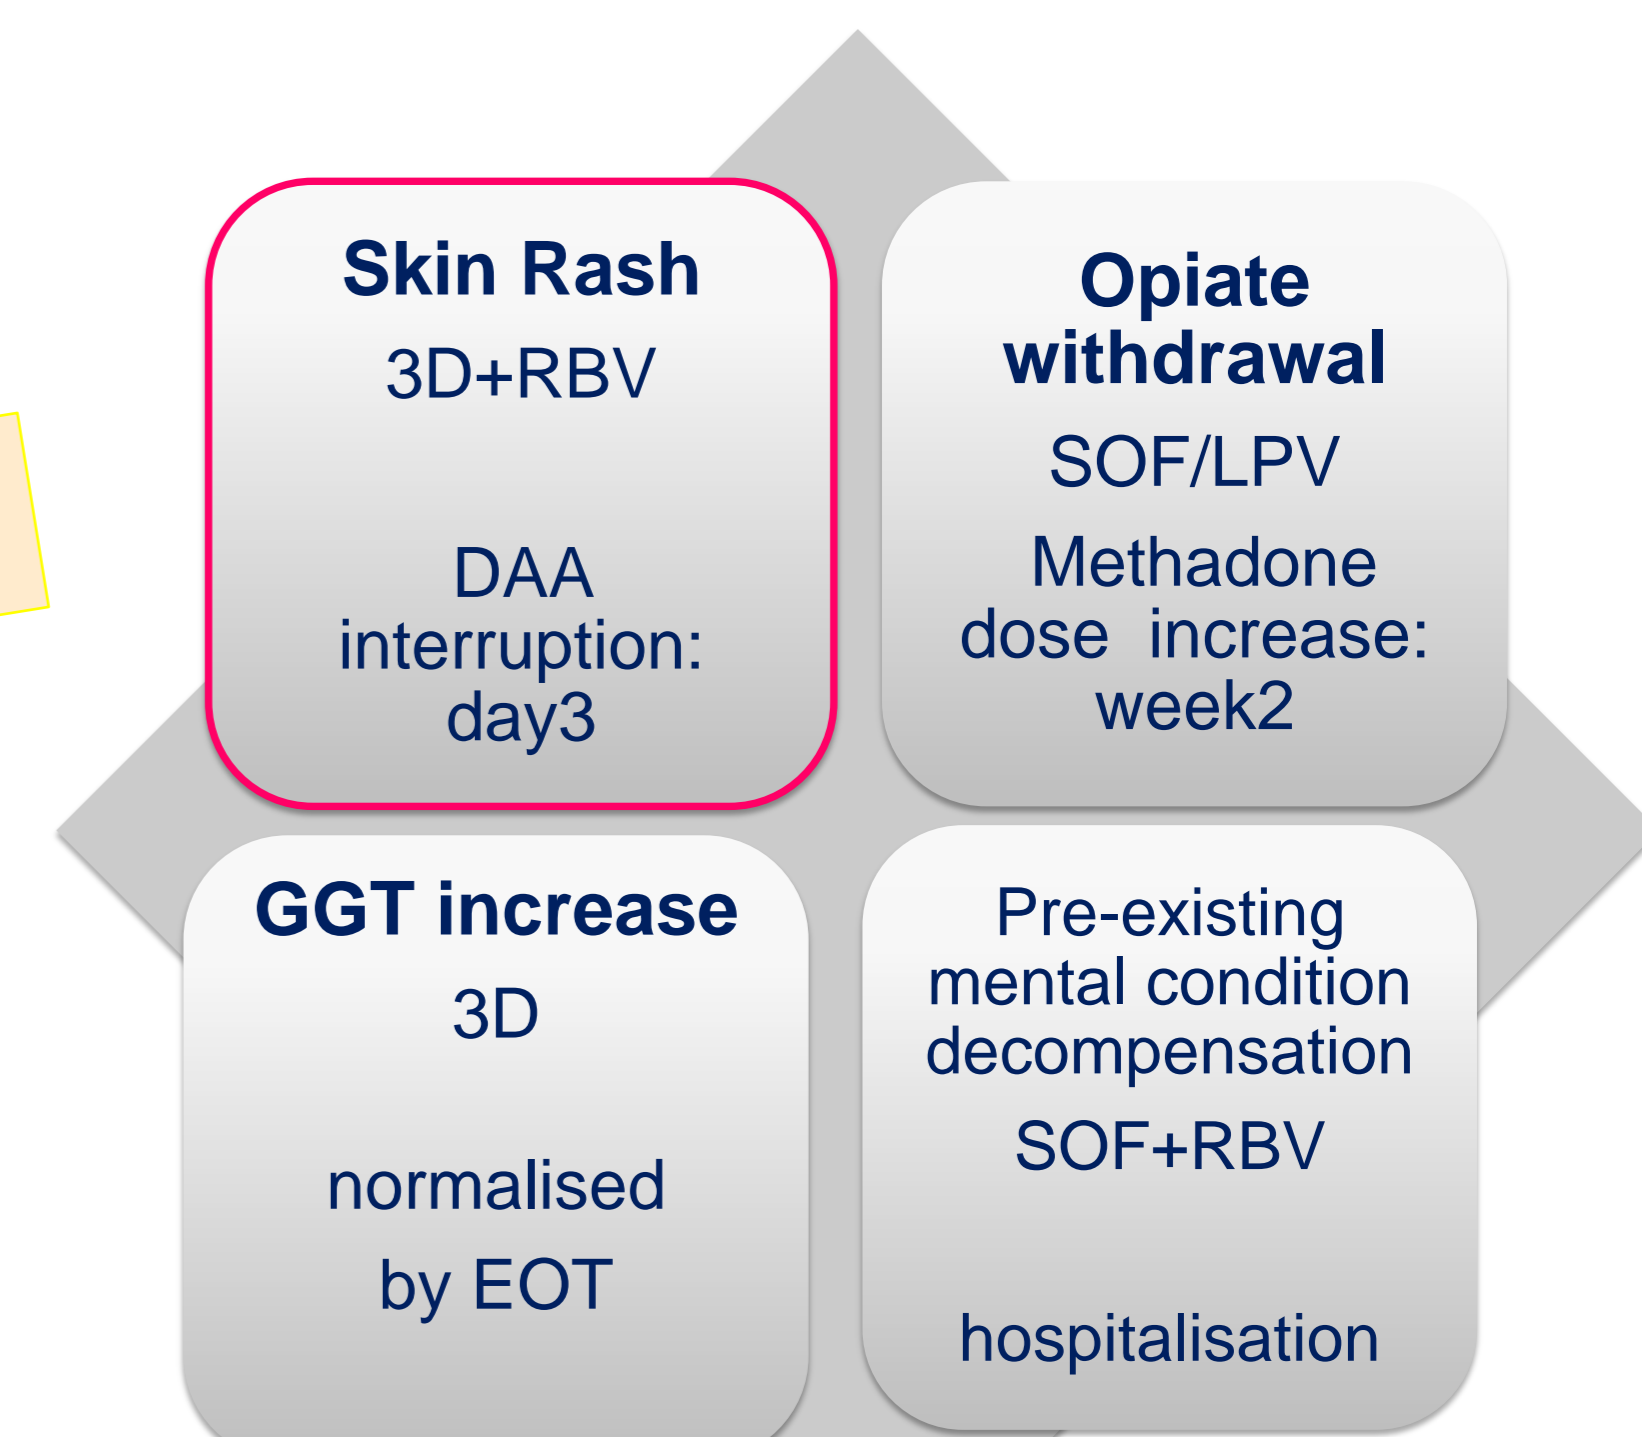 Skin Rash
3D+RBV
DAA
interruption:
day3
Opiate
withdrawal
SOF/LPV
Methadone
dose  increase:
week2
GGT increase
3D
normalised
by EOT
Pre-existing
mental condition
decompensation
SOF+RBV
hospitalisation